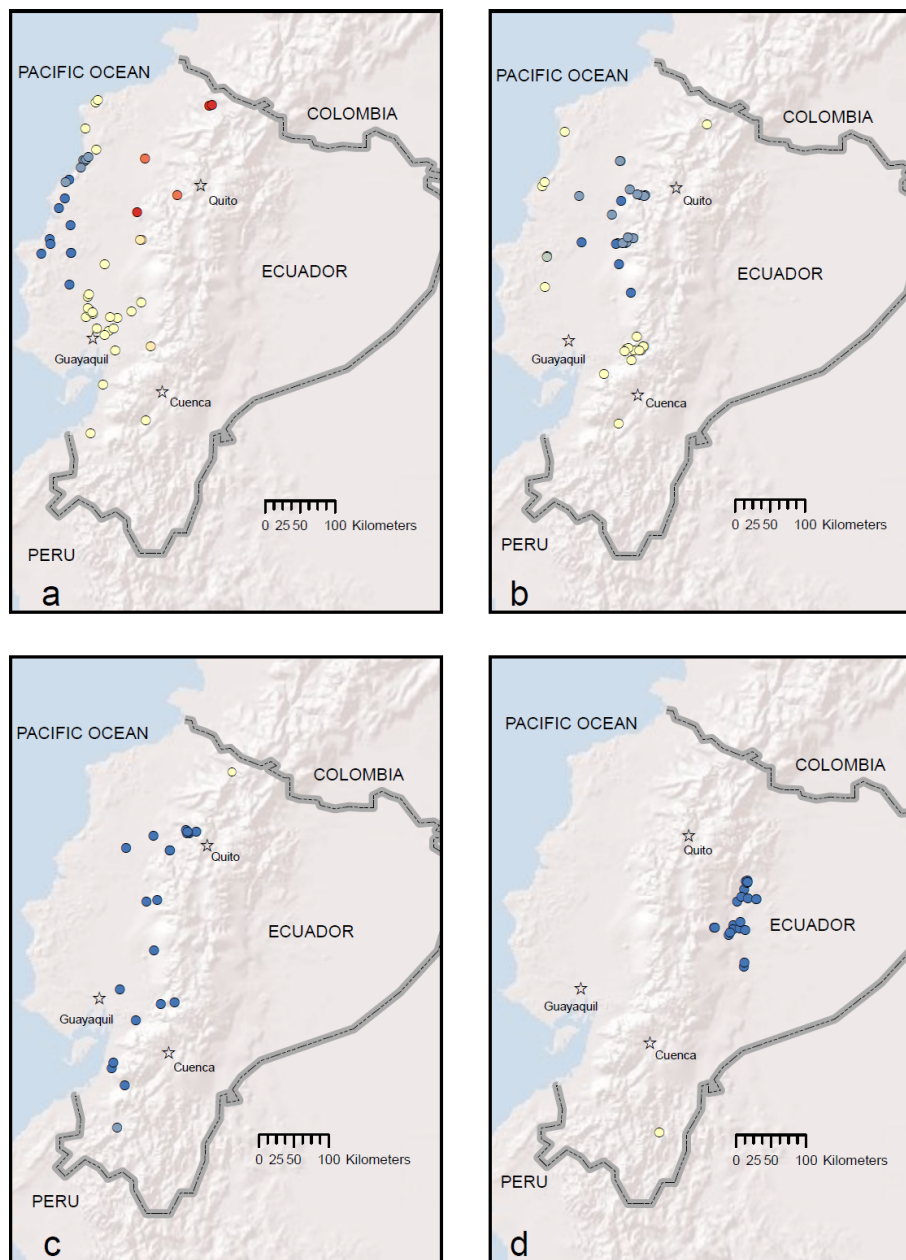 PACIFIC OCEAN
COLOMBIA
Quito
ECUADOR
Guayaquil
Cuenca
0 25 50 100 Kilometers
PERU
a
PACIFIC OCEAN
COLOMBIA
Quito
ECUADOR
Guayaquil
Cuenca
0 25 50 100 Kilometers
PERU
b
PACIFIC OCEAN
COLOMBIA
Quito
ECUADOR
Guayaquil
Cuenca
0 25 50 100 Kilometers
PERU
c
PACIFIC OCEAN
COLOMBIA
Quito
ECUADOR
Guayaquil
Cuenca
0 25 50 100 Kilometers
PERU
d